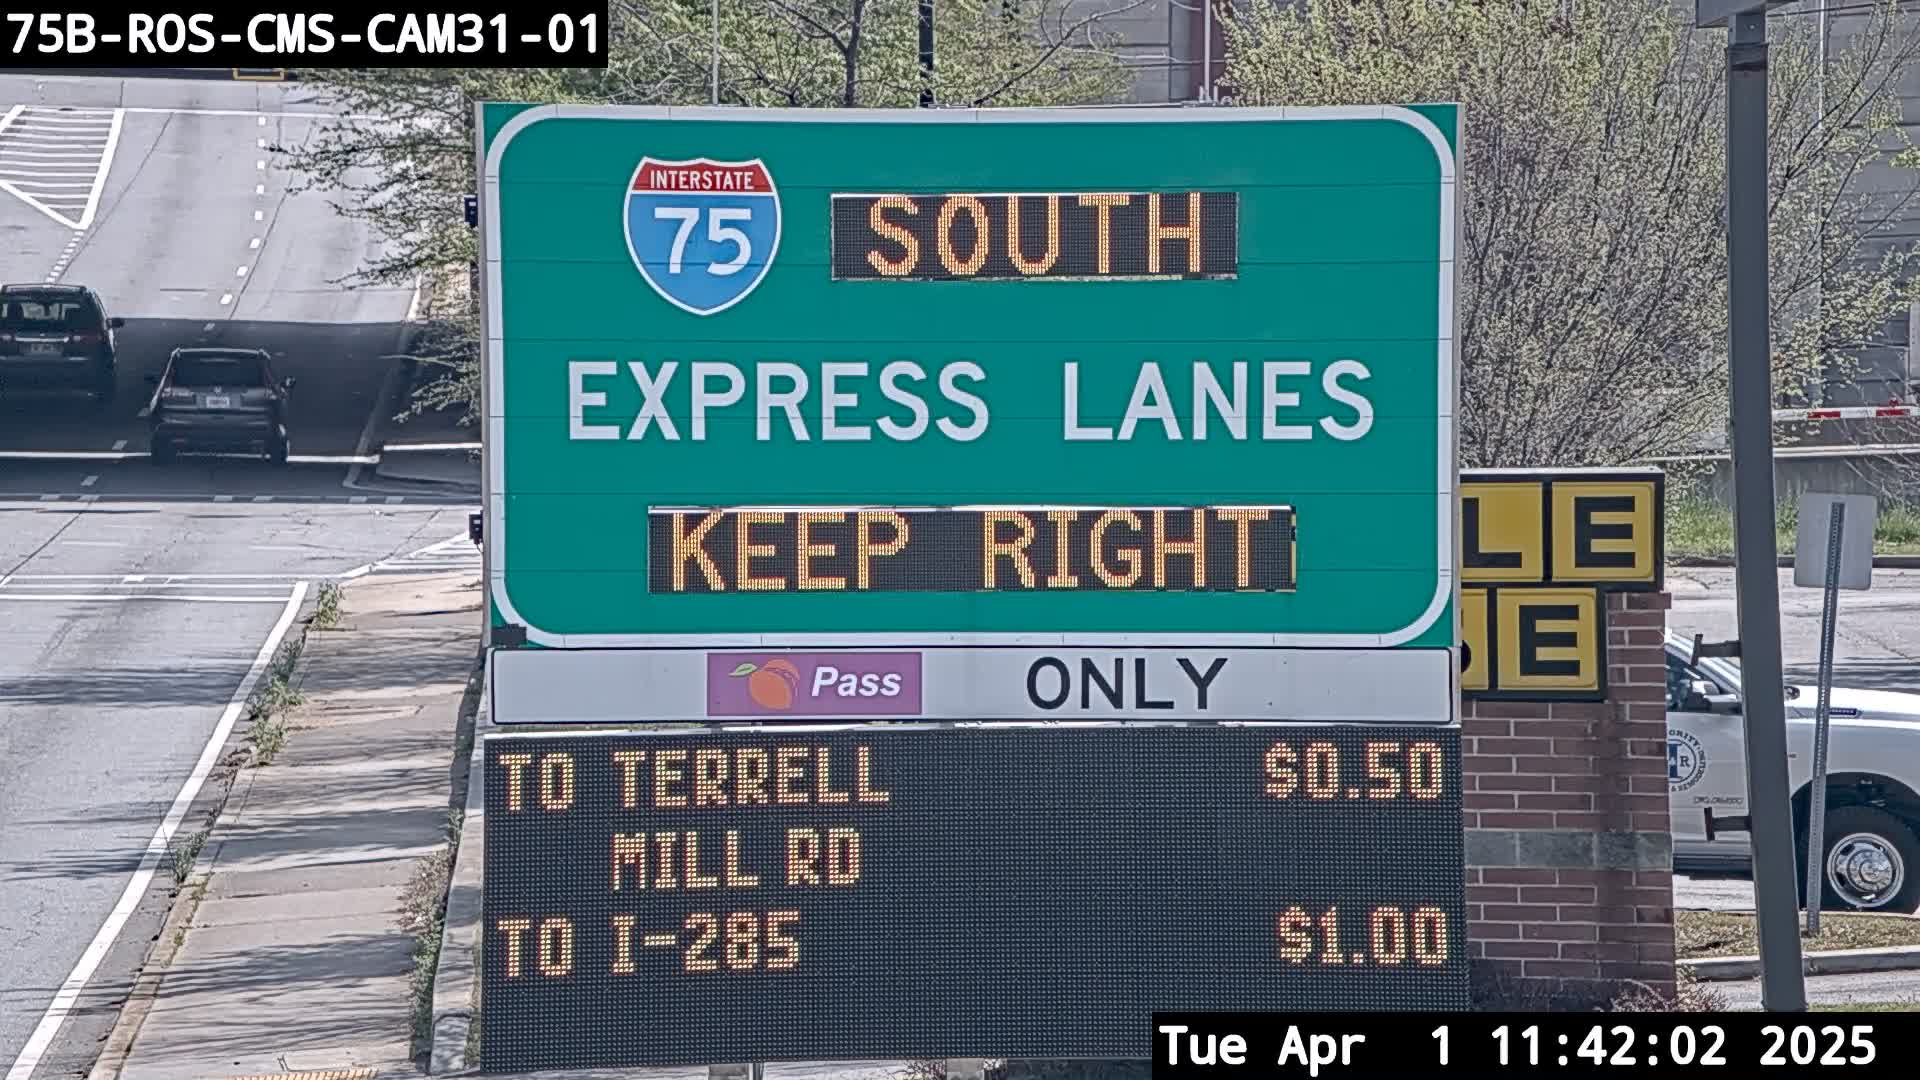 75B-ROS-CMS-CAM31-01
INTERSTATE
75
SOUTH
EXPRESS LANES
KEEP RIGHT
Pass ONLY
TO TERRELL $0.50
MILL RD
TO I-285 $1.00
LE
E
Tue Apr 1 11:42:02 2025